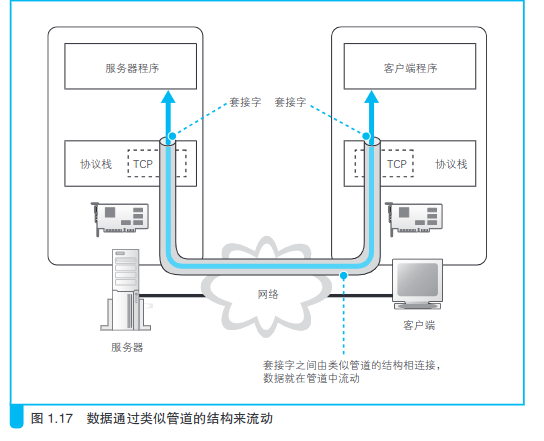 服务器程序
客户端程序
套接字 套接字
协议栈 TCP
TCP 协议栈
网络
服务器
客户端
套接字之间由类似管道的结构相连接，
数据就在管道中流动
图 1.17 数据通过类似管道的结构来流动